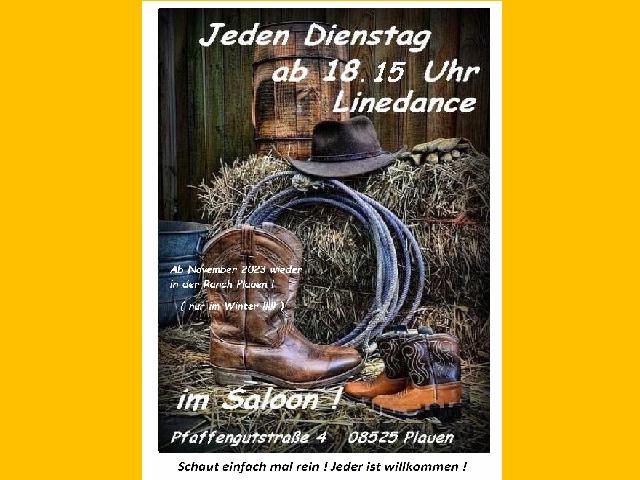 Jeden Dienstag
ab 18.15 Uhr
Linedance
Ab November 2023 wieder
in der Ranch Plauen !
( nur im Winter !!!!! )
im Saloon !
Pfaffengutstraße 4 08525 Plauen
Schaut einfach mal rein ! Jeder ist willkommen !